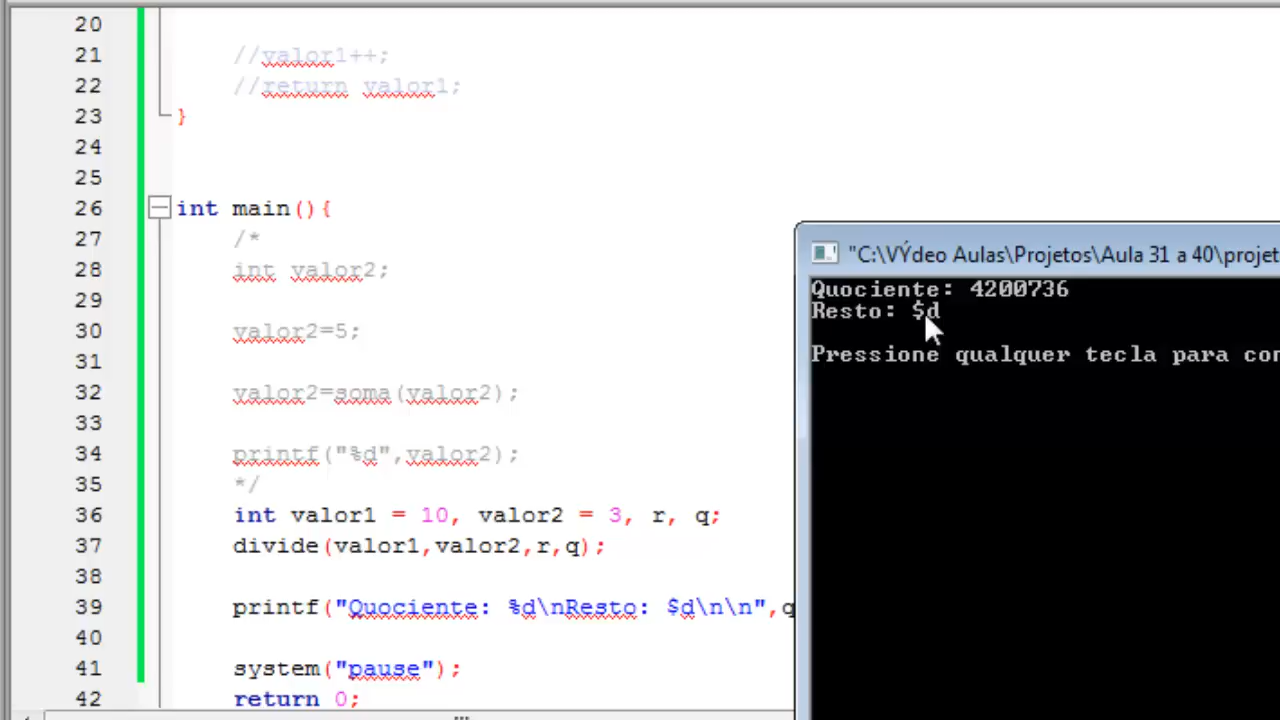 20
21 //valor1++;
22 //return valor1;
23 }
24
25
26 int main(){
27 /*
28 int valor2;
29
30 valor2=5;
31
32 valor2=soma(valor2);
33
34 printf("%d",valor2);
35 */
36 int valor1 = 10, valor2 = 3, r, q;
37 divide(valor1,valor2,r,q);
38
39 printf("Quociente: %d\nResto: $d\n\n",q
40
41 system("pause");
42 return 0;
"C:\VÝdeo Aulas\Projetos\Aula 31 a 40\projet
Quociente: 4200736
Resto: $d
Pressione qualquer tecla para con